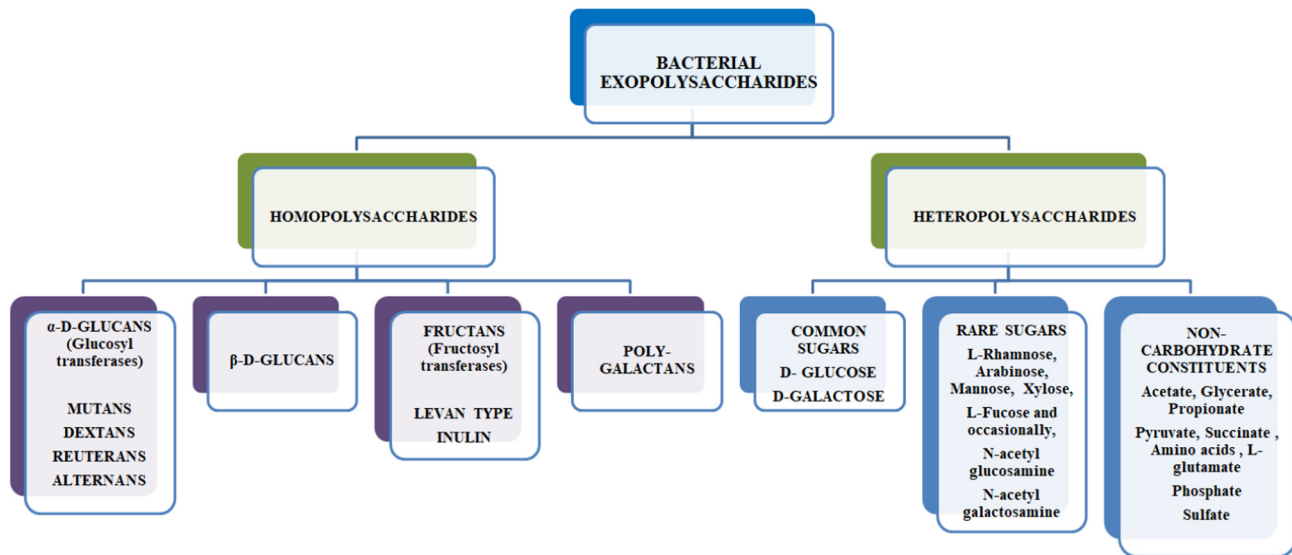 BACTERIAL
EXOPOLYSACCHARIDES
HOMOPOLYSACCHARIDES
HETEROPOLYSACCHARIDES
α-D-GLUCANS
(Glucosyl
transferases)
MUTANS
DEXTANS
REUTERANS
ALTERNANS
β-D-GLUCANS
FRUCTANS
(Fructosyl
transferases)
LEVAN TYPE
INULIN
POLY-
GALACTANS
COMMON
SUGARS
D- GLUCOSE
D-GALACTOSE
RARE SUGARS
L-Rhamnose,
Arabinose,
Mannose, Xylose,
L-Fucose and
occasionally,
N-acetyl
glucosamine
N-acetyl
galactosamine
NON-
CARBOHYDRATE
CONSTITUENTS
Acetate, Glycerate,
Propionate
Pyruvate, Succinate ,
Amino acids , L-
glutamate
Phosphate
Sulfate